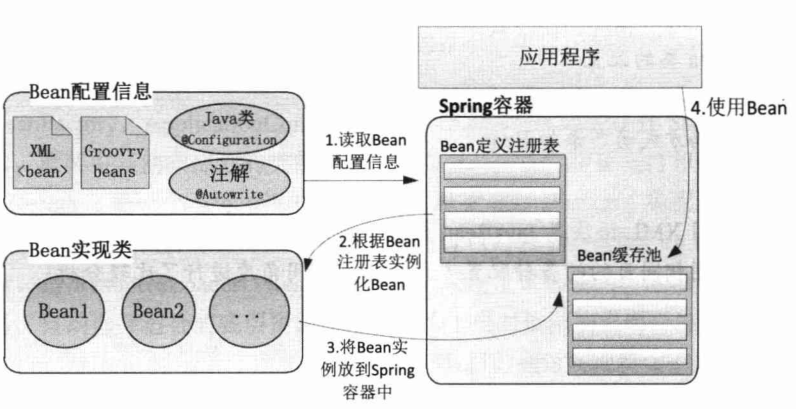 应用程序
Bean配置信息
XML
<bean>
Groovry
beans
Java类
@Configuration
注解
@Autowrite
1.读取Bean
配置信息
Spring容器
4.使用Bean
Bean定义注册表
Bean实现类
Bean1
Bean2
...
2.根据Bean
注册表实例
化Bean
Bean缓存池
3.将Bean实
例放到Spring
容器中